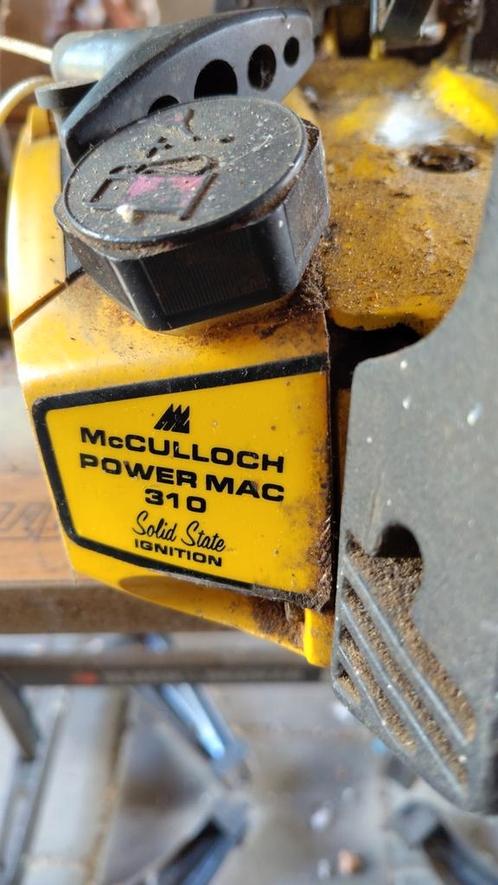 McCULLOCH
POWER MAC
310
Solid State
IGNITION